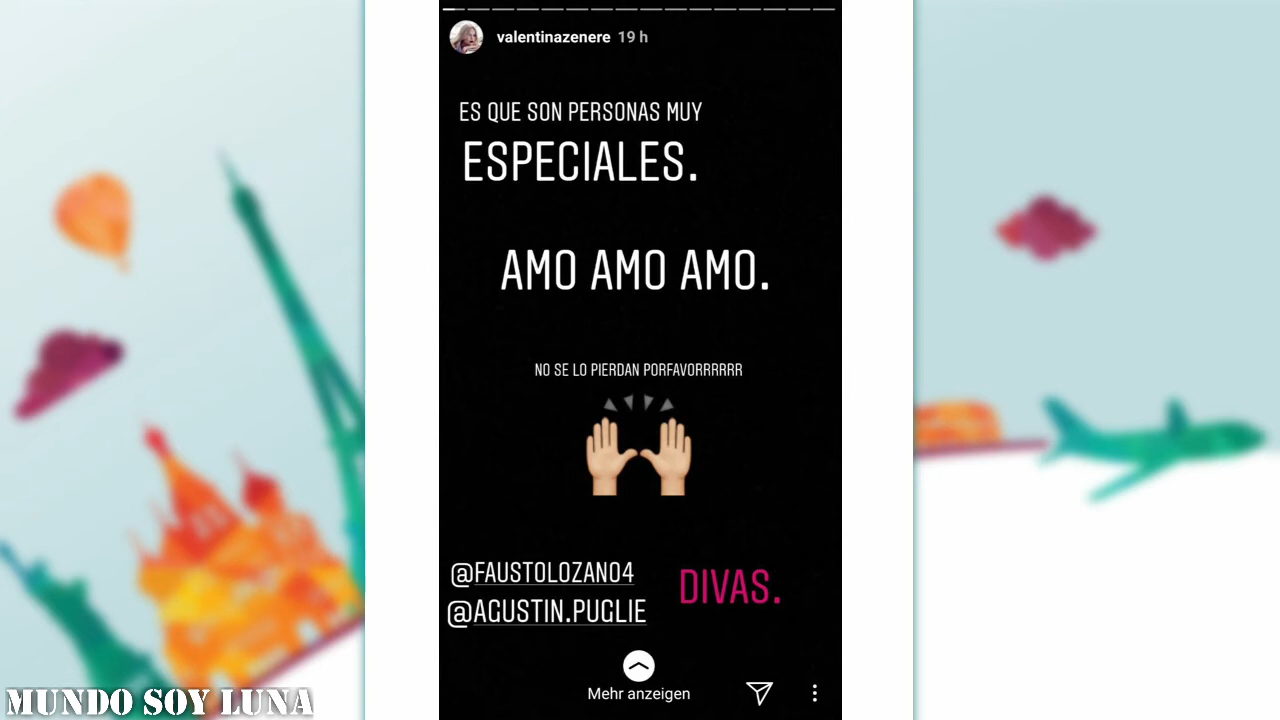 valentinazenere 19 h
ES QUE SON PERSONAS MUY
ESPECIALES.
AMO AMO AMO.
NO SE LO PIERDAN PORFAVORRRRRR
@FAUSTOLOZANO4
@AGUSTIN.PUGLIE
DIVAS.
Mehr anzeigen
MUNDO SOY LUNA